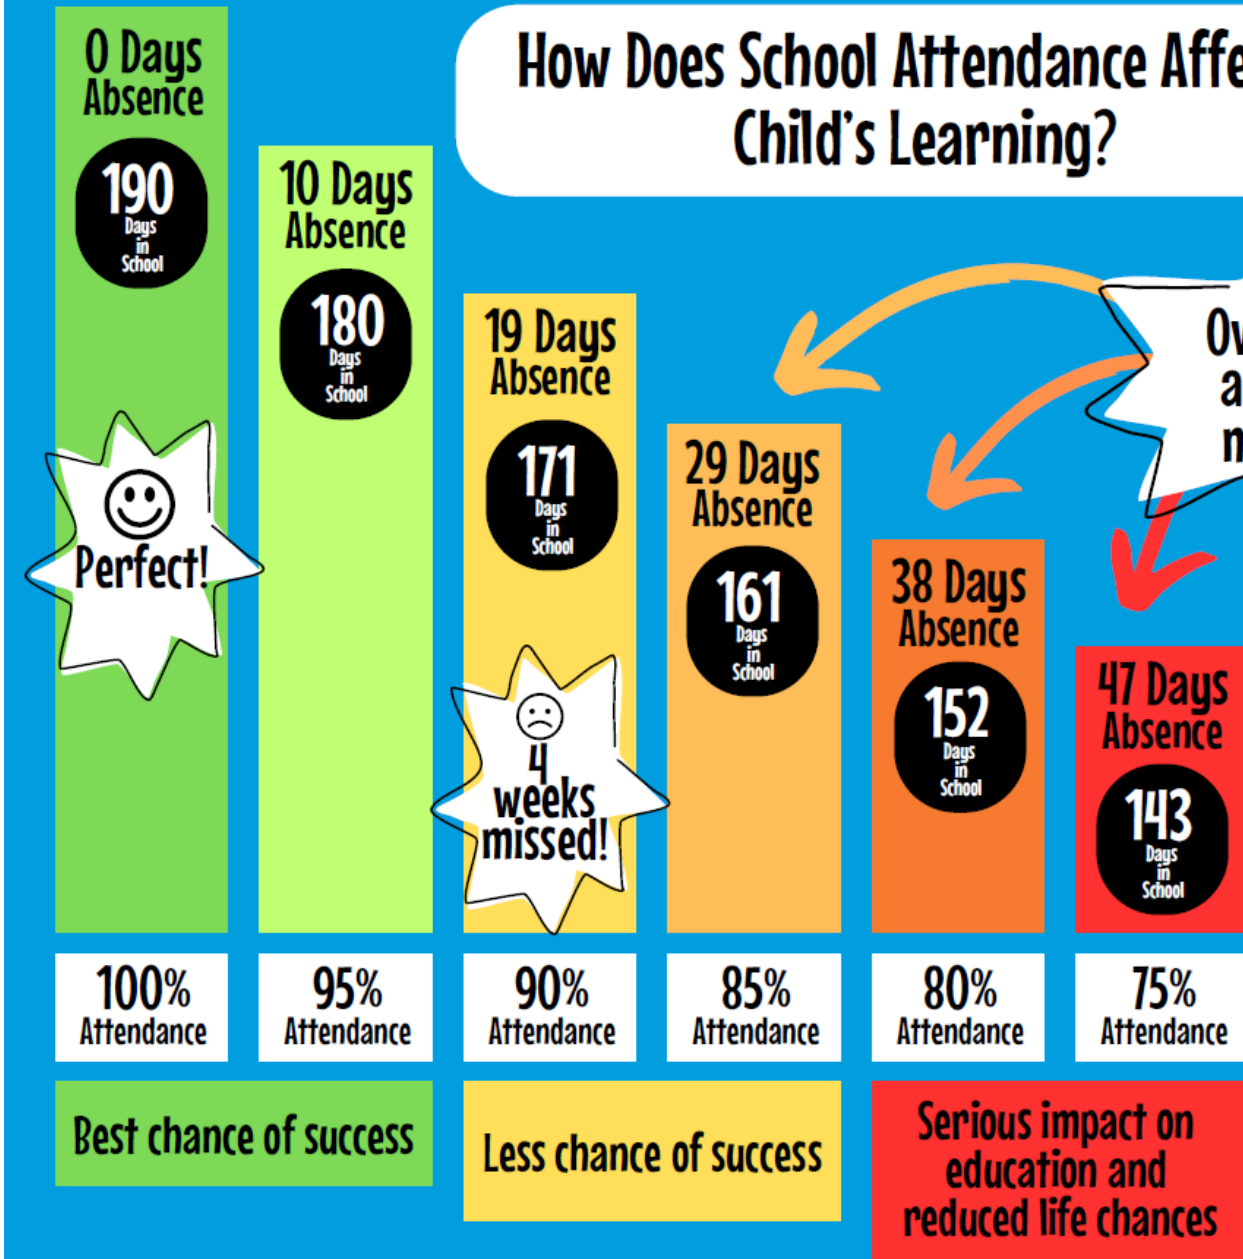 How Does School Attendance Affe
Child's Learning?
0 Days
Absence
190
Days
in
School
Perfect!
10 Days
Absence
180
Days
in
School
19 Days
Absence
171
Days
in
School
4
weeks
missed!
29 Days
Absence
161
Days
in
School
38 Days
Absence
152
Days
in
School
47 Days
Absence
143
Days
in
School
Ov
a
m
100%
Attendance
95%
Attendance
90%
Attendance
85%
Attendance
80%
Attendance
75%
Attendance
Best chance of success
Less chance of success
Serious impact on
education and
reduced life chances